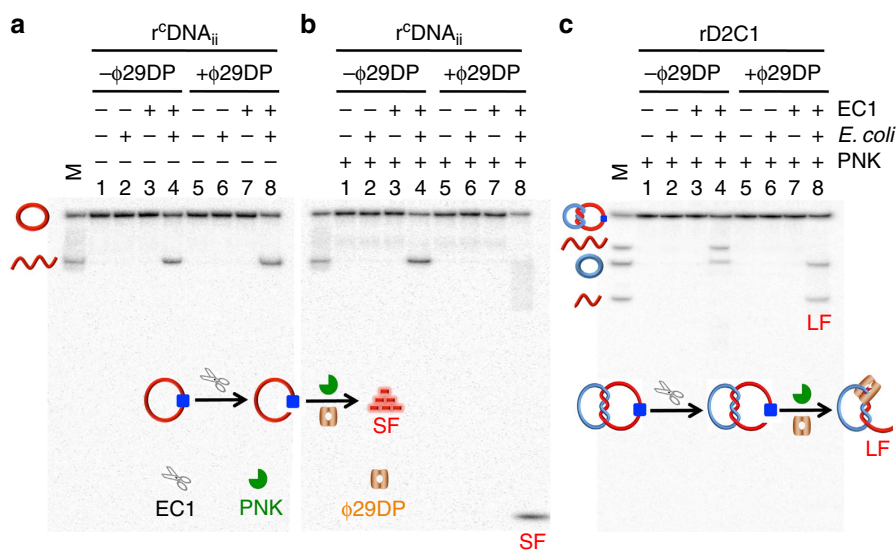 a
rᶜDNAᵢᵢ
−ϕ29DP +ϕ29DP
− − + + − − + +
− + − + − + − +
− − − − − − − −
M 1 2 3 4 5 6 7 8
b
rᶜDNAᵢᵢ
−ϕ29DP +ϕ29DP
− − + + − − + +
− + − + − + − +
+ + + + + + + +
1 2 3 4 5 6 7 8
SF
EC1 PNK ϕ29DP
SF
c
rD2C1
−ϕ29DP +ϕ29DP
− − + + − − + + EC1
− + − + − + − + E. coli
+ + + + + + + + PNK
M 1 2 3 4 5 6 7 8
LF
LF